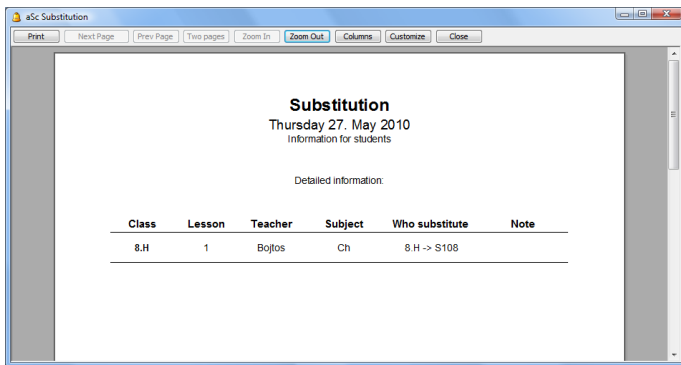 aSc Substitution
Print Next Page Prev Page Two pages Zoom In Zoom Out Columns Customize Close
Substitution
Thursday 27. May 2010
Information for students
Detailed information:
Class Lesson Teacher Subject Who substitute Note
8.H 1 Bojtos Ch 8.H -> S108